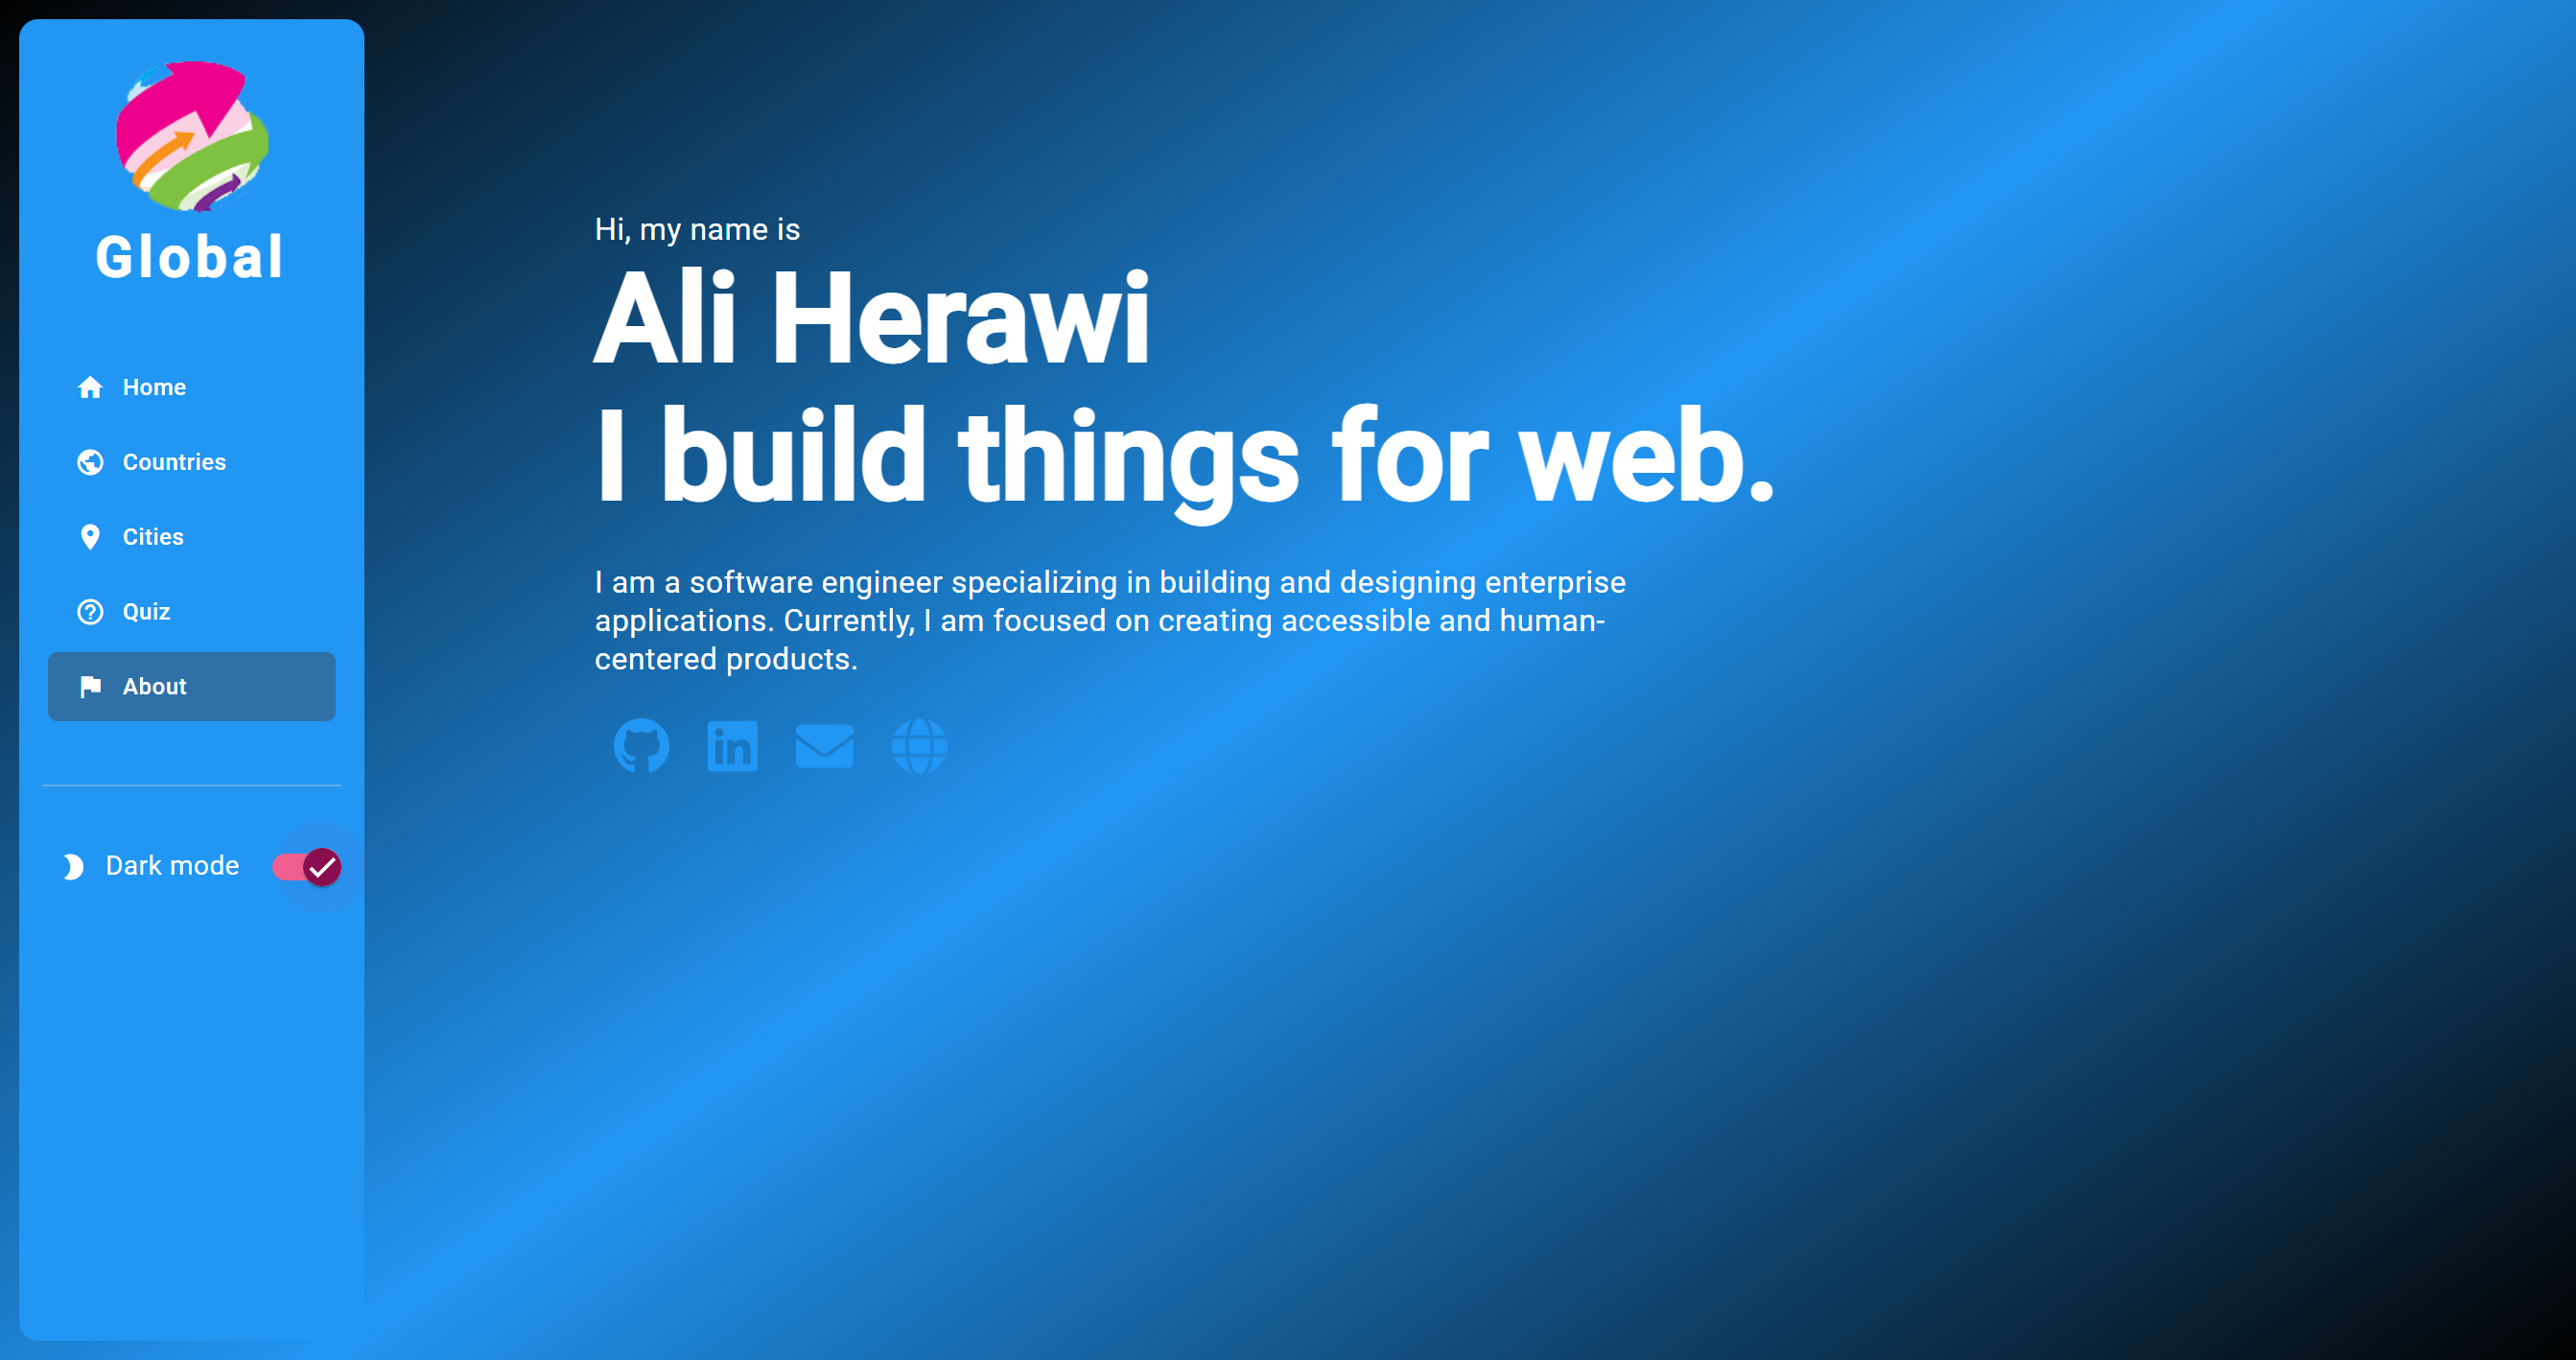 Global
Home
Countries
Cities
Quiz
About
Dark mode
Hi, my name is
Ali Herawi
I build things for web.
I am a software engineer specializing in building and designing enterprise
applications. Currently, I am focused on creating accessible and human-
centered products.